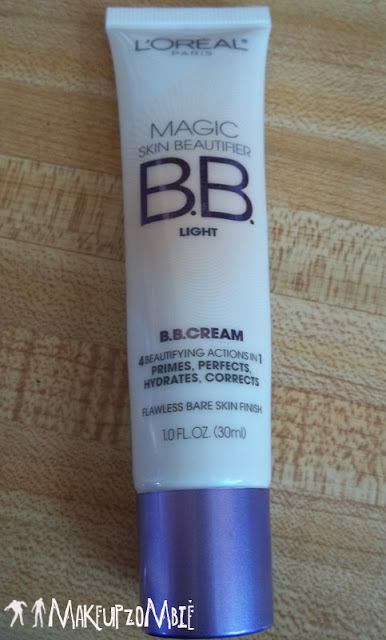 L'ORÉAL
PARIS
MAGIC
SKIN BEAUTIFIER
B.B.
LIGHT
B.B.CREAM
4 BEAUTIFYING ACTIONS IN 1
PRIMES, PERFECTS,
HYDRATES, CORRECTS
FLAWLESS BARE SKIN FINISH
1.0 FL.OZ. (30ml)
MAKEUPZOMBiE